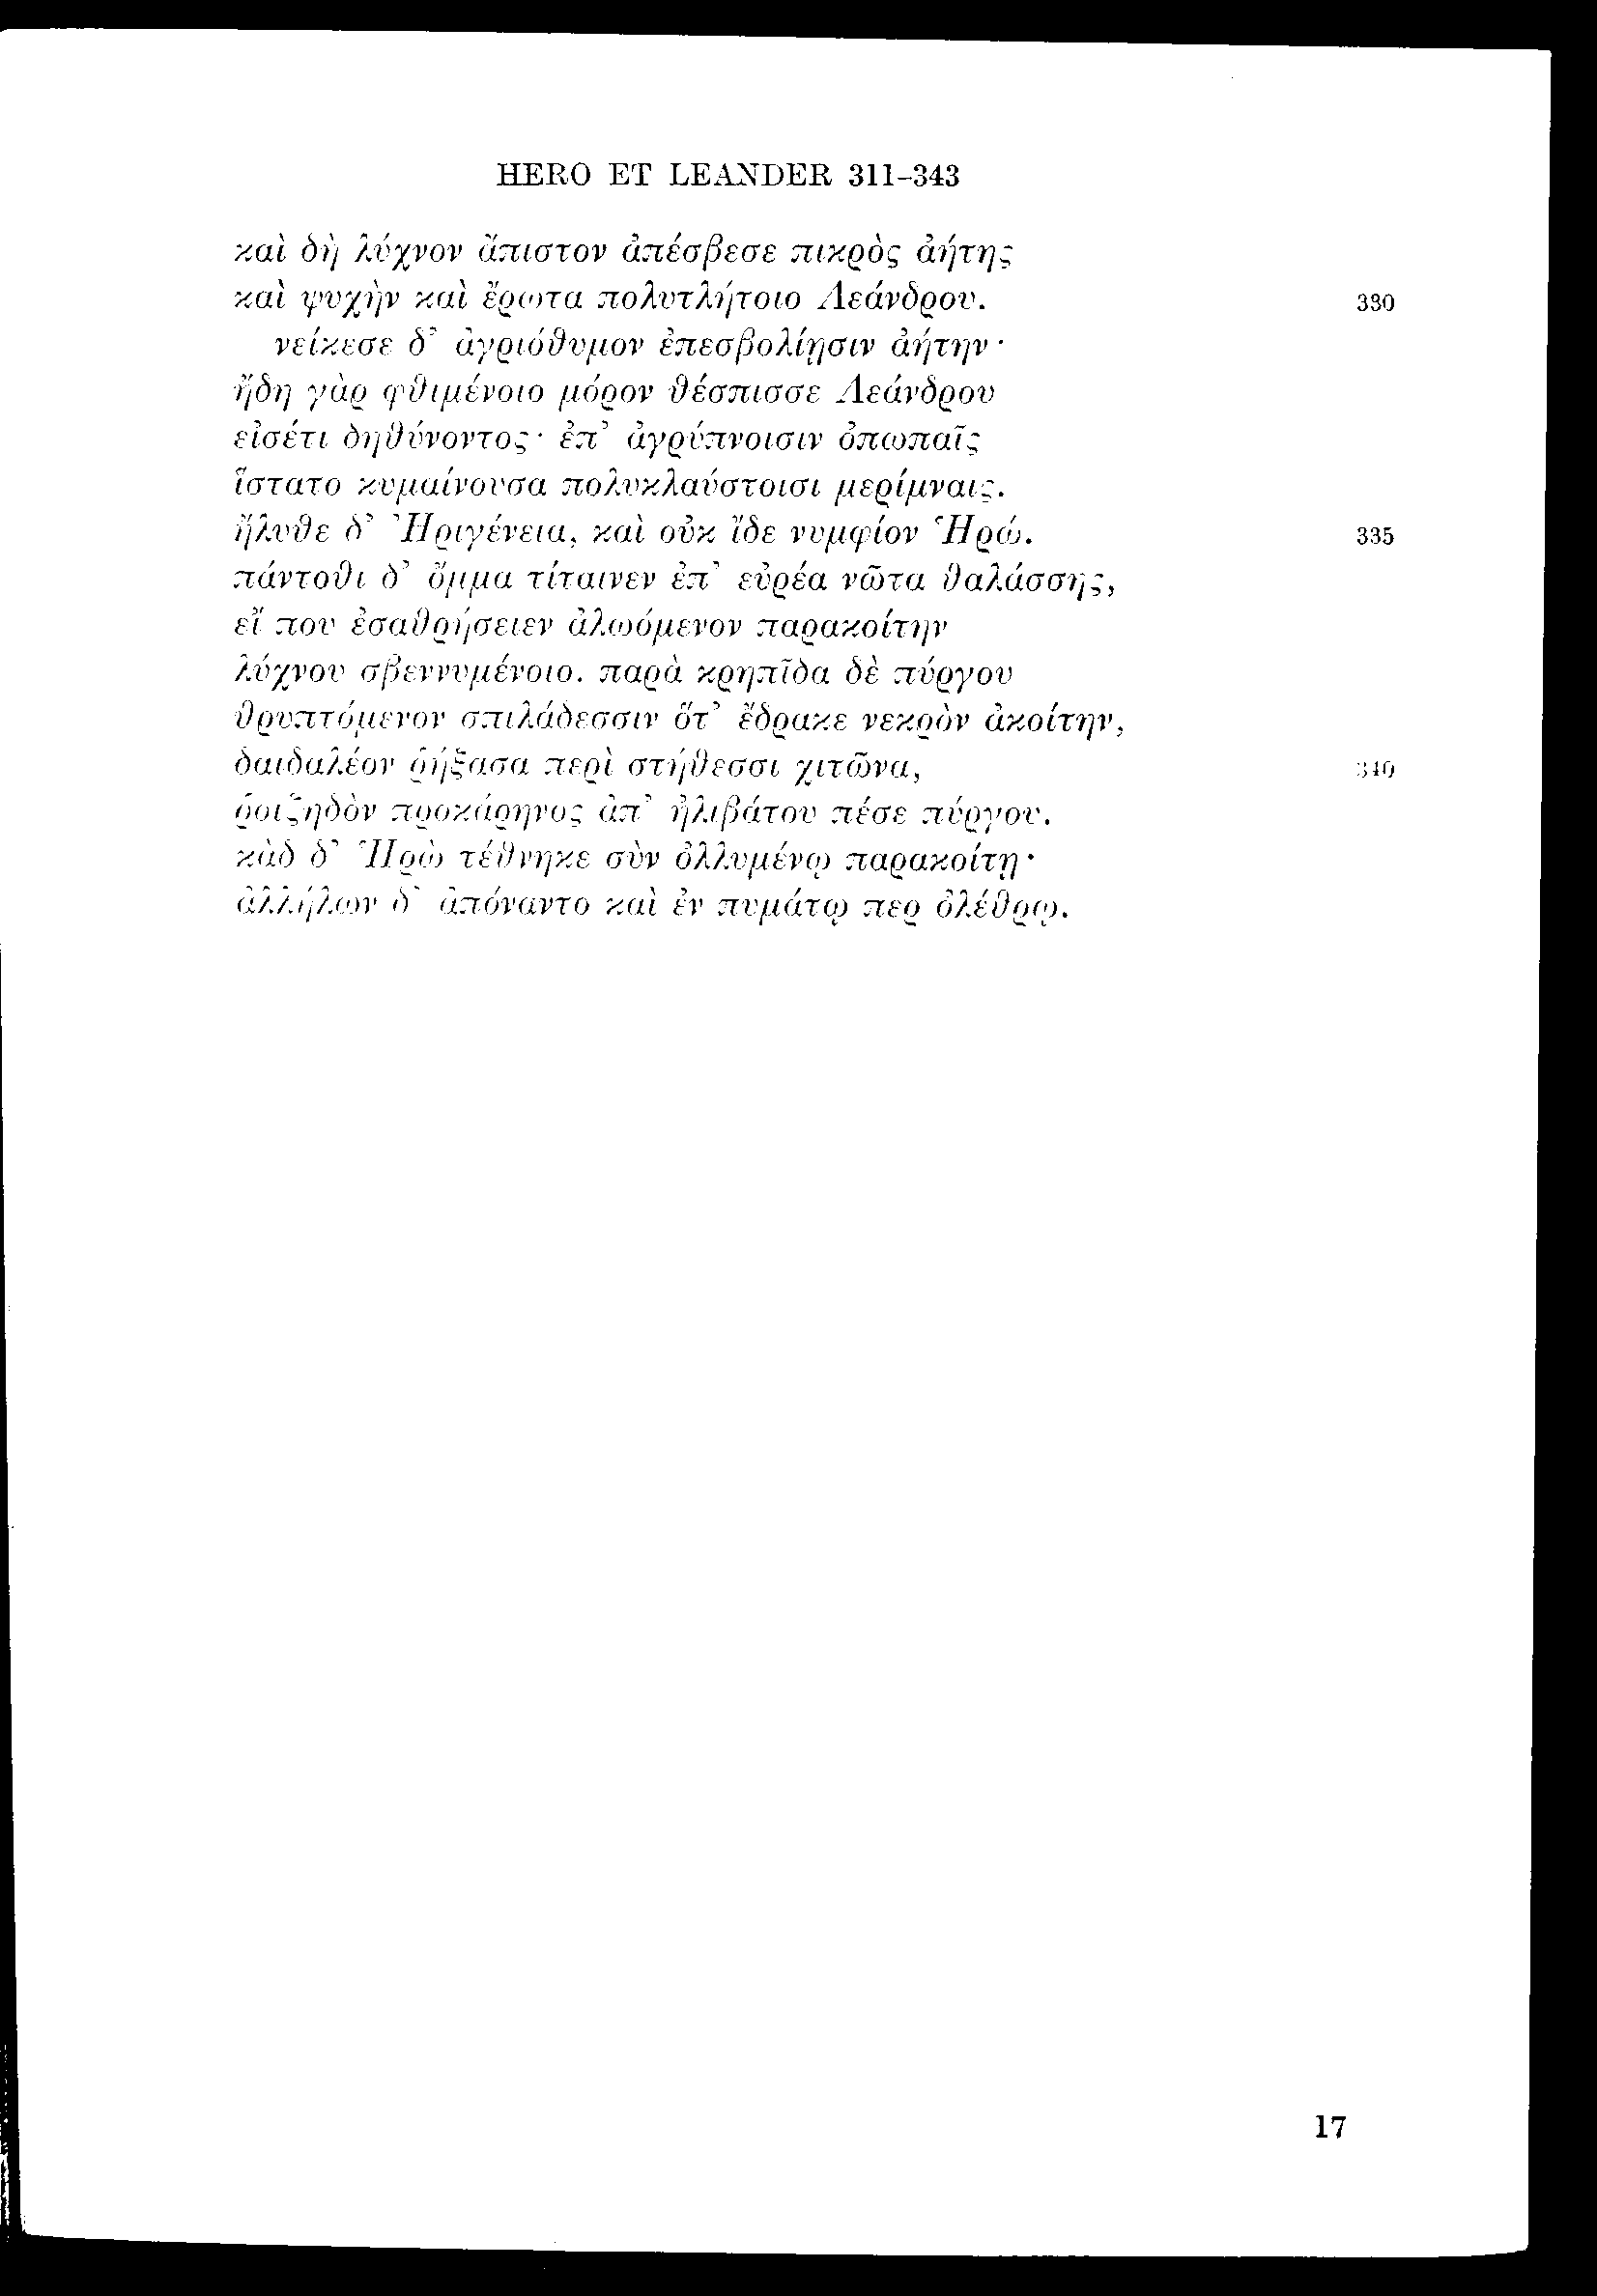 HERO ET LEANDER 311-343
καὶ δὴ λύχνον ἄπιστον ἀπέσβεσε πικρὸς ἀήτης
καὶ ψυχὴν καὶ ἔρωτα πολυτλήτοιο Λεάνδρου. 330
νείκεσε δ᾽ ἀγριόθυμον ἐπεσβολίῃσιν ἀήτην·
ἤδη γὰρ φθιμένοιο μόρον θέσπισσε Λεάνδρου
εἰσέτι δηθύνοντος· ἐπ᾽ ἀγρύπνοισιν ὀπωπαῖς
ἵστατο κυμαίνουσα πολυκλαύστοισι μερίμναις.
ἤλυθε δ᾽ Ἠριγένεια, καὶ οὐκ ἴδε νυμφίον Ἡρώ. 335
πάντοθι δ᾽ ὄμμα τίταινεν ἐπ᾽ εὐρέα νῶτα θαλάσσης,
εἴ που ἐσαθρήσειεν ἀλωόμενον παρακοίτην
λύχνου σβεννυμένοιο. παρὰ κρηπῖδα δὲ πύργου
θρυπτόμενον σπιλάδεσσιν ὅτ᾽ ἔδρακε νεκρὸν ἀκοίτην,
δαιδαλέον ῥήξασα περὶ στήθεσσι χιτῶνα, 340
ῥοιζηδὸν προκάρηνος ἀπ᾽ ἠλιβάτου πέσε πύργου.
κὰδ δ᾽ Ἡρὼ τέθνηκε σὺν ὀλλυμένῳ παρακοίτῃ·
ἀλλήλων δ᾽ ἀπόναντο καὶ ἐν πυμάτῳ περ ὀλέθρῳ.
17